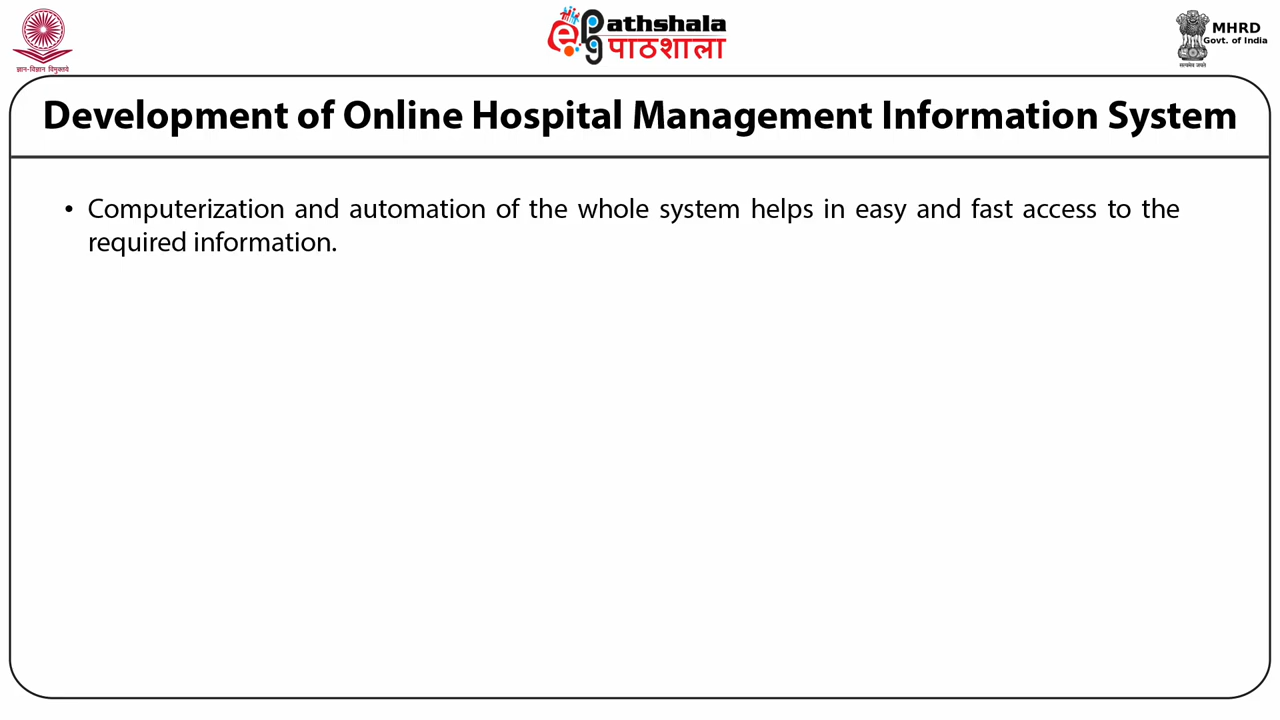 ज्ञान-विज्ञान विमुक्तये
ePathshala
पाठशाला
MHRD
Govt. of India
सत्यमेव जयते
Development of Online Hospital Management Information System
• Computerization and automation of the whole system helps in easy and fast access to the
required information.